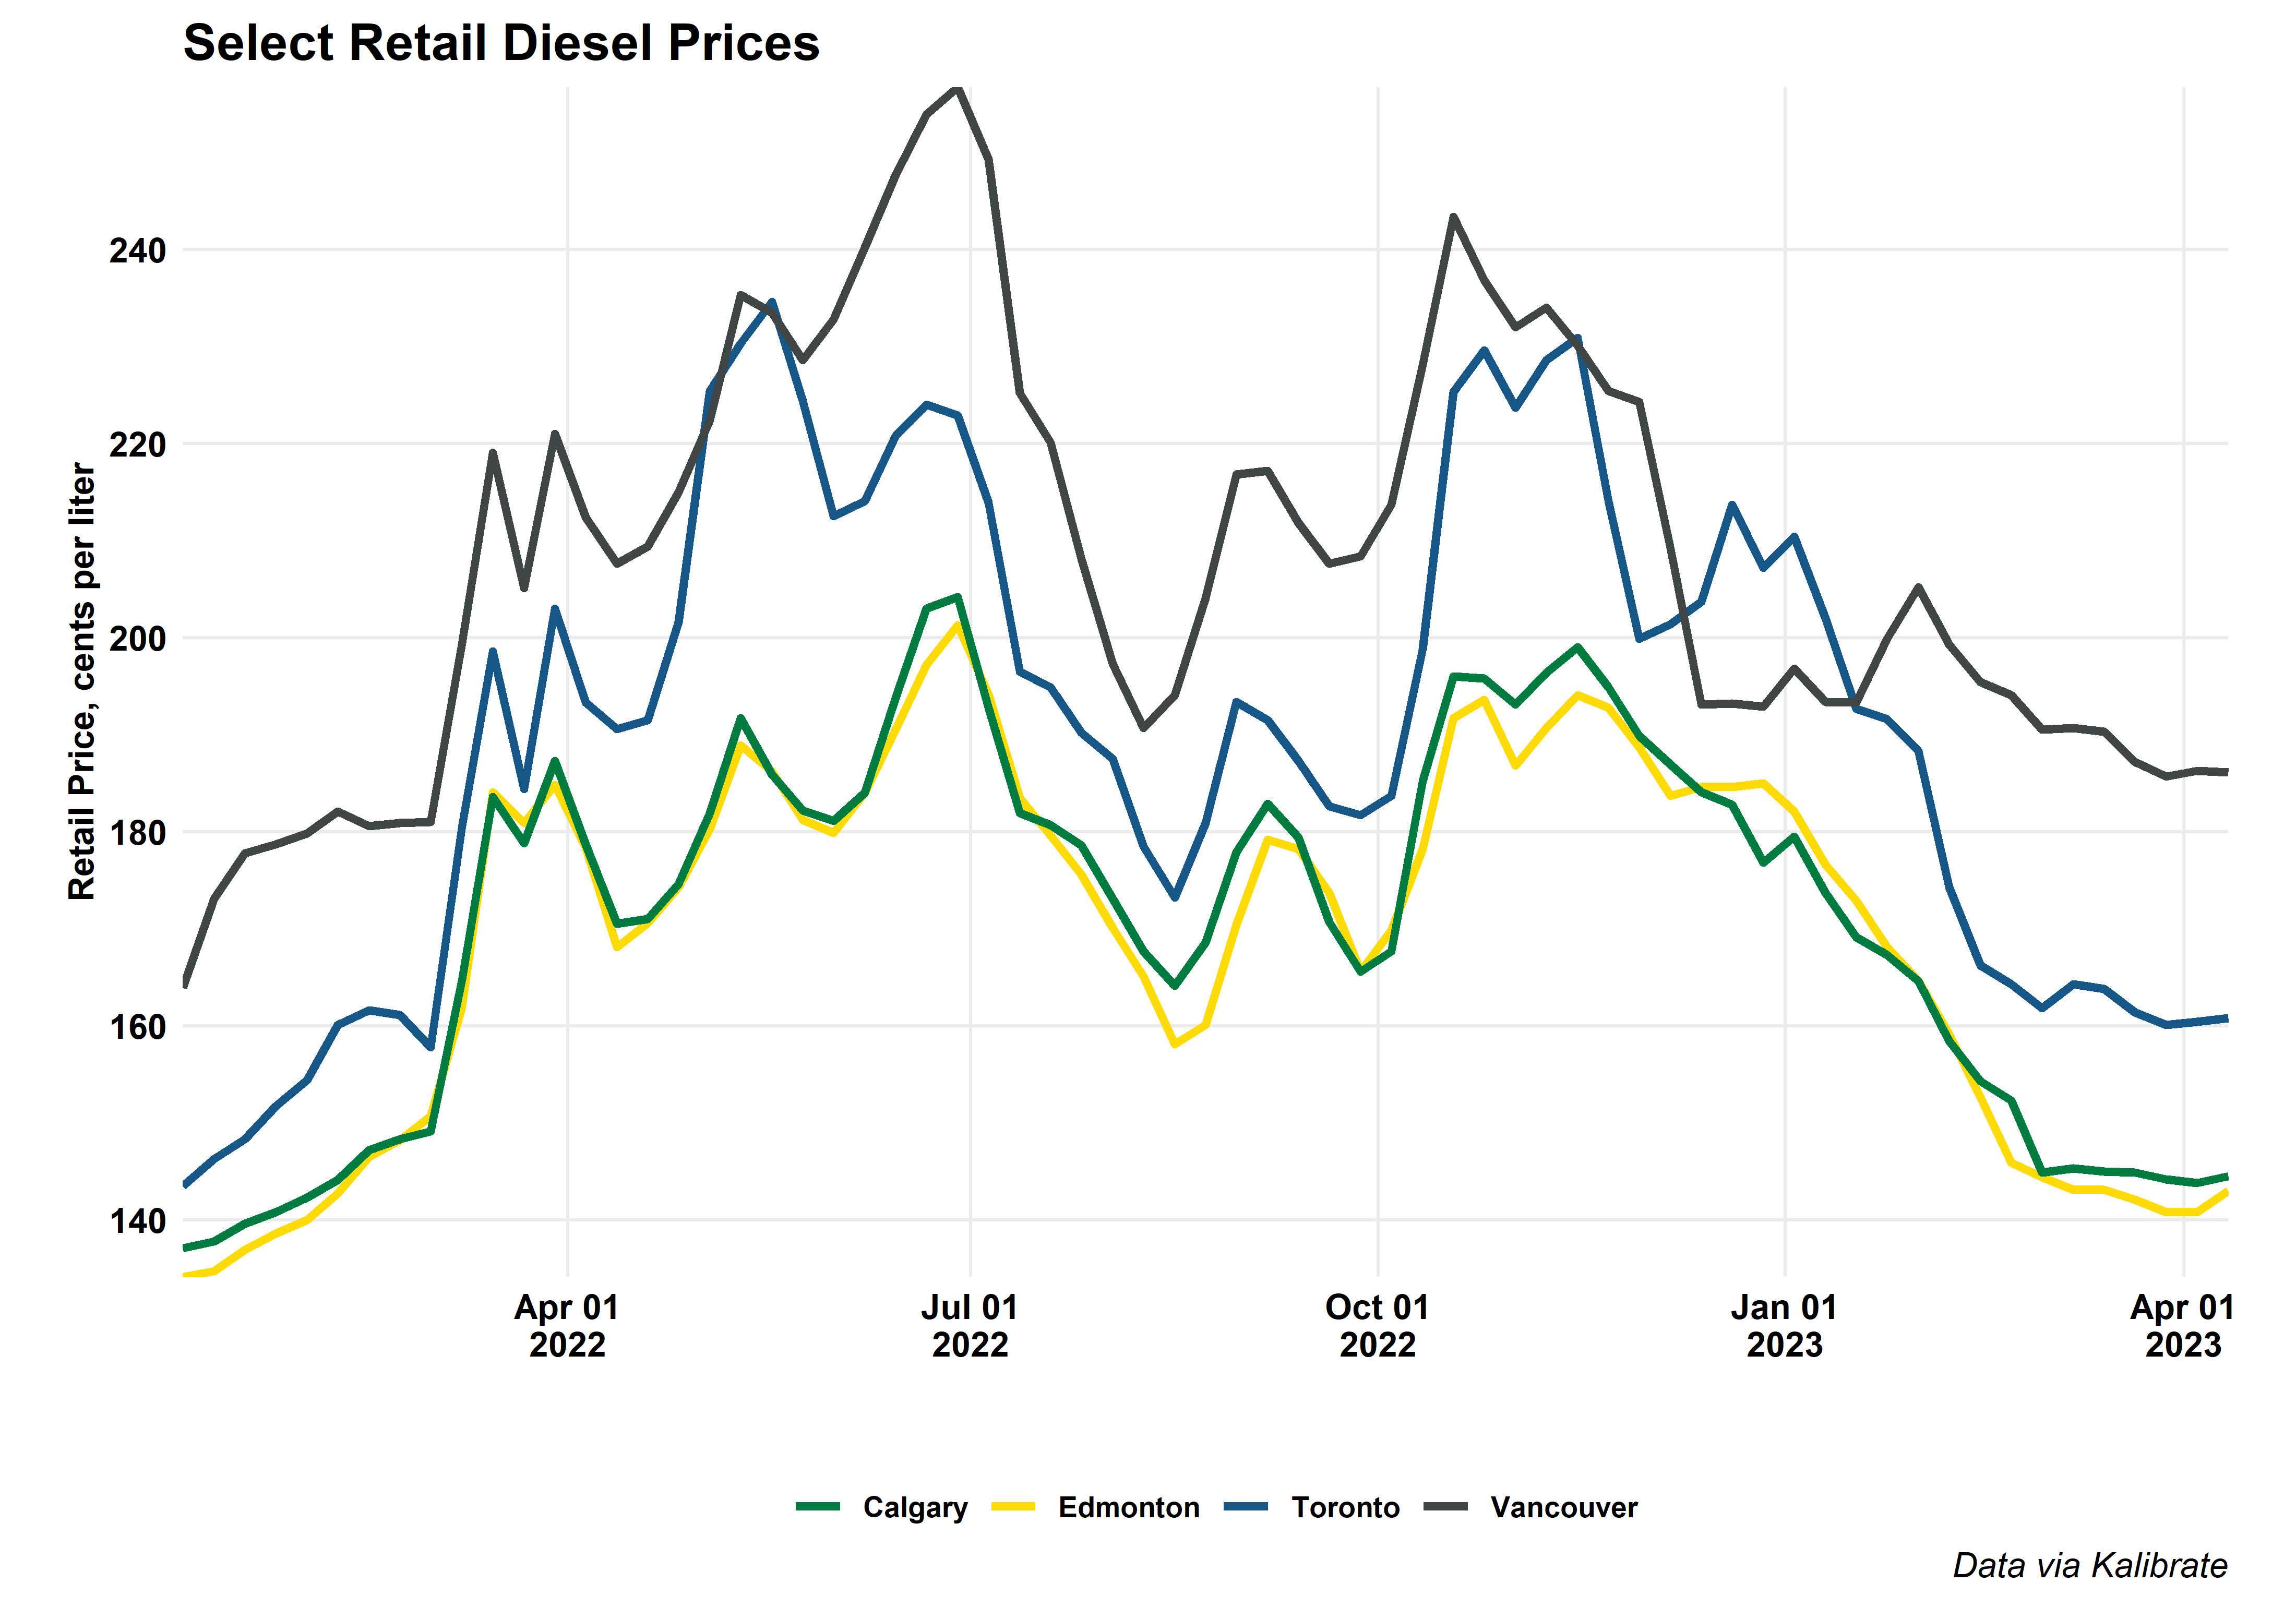 Select Retail Diesel Prices
Retail Price, cents per liter
240
220
200
180
160
140
Apr 01
2022
Jul 01
2022
Oct 01
2022
Jan 01
2023
Apr 01
2023
Calgary
Edmonton
Toronto
Vancouver
Data via Kalibrate